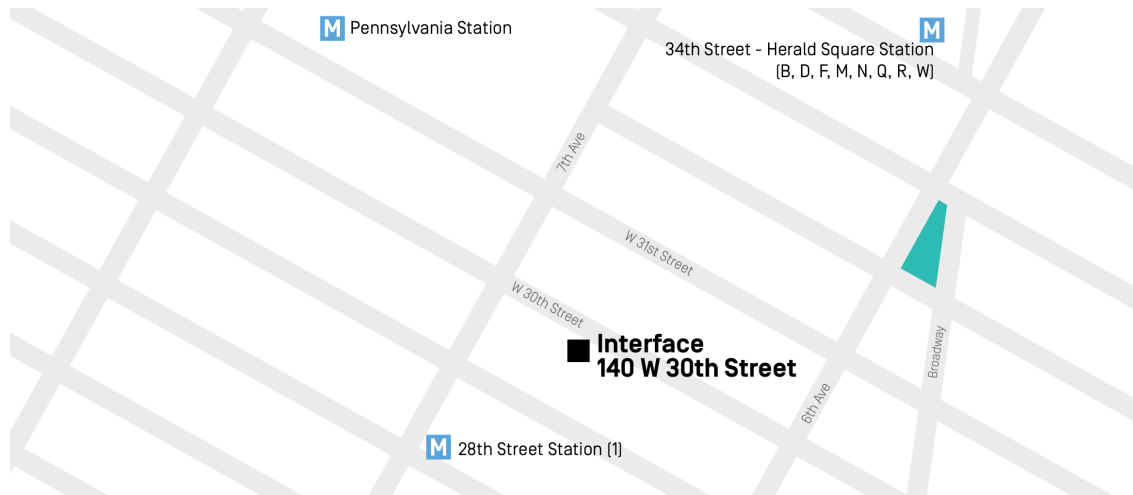 M Pennsylvania Station
M
34th Street - Herald Square Station
(B, D, F, M, N, Q, R, W)
7th Ave
W 31st Street
W 30th Street
Interface
140 W 30th Street
Broadway
6th Ave
M 28th Street Station (1)